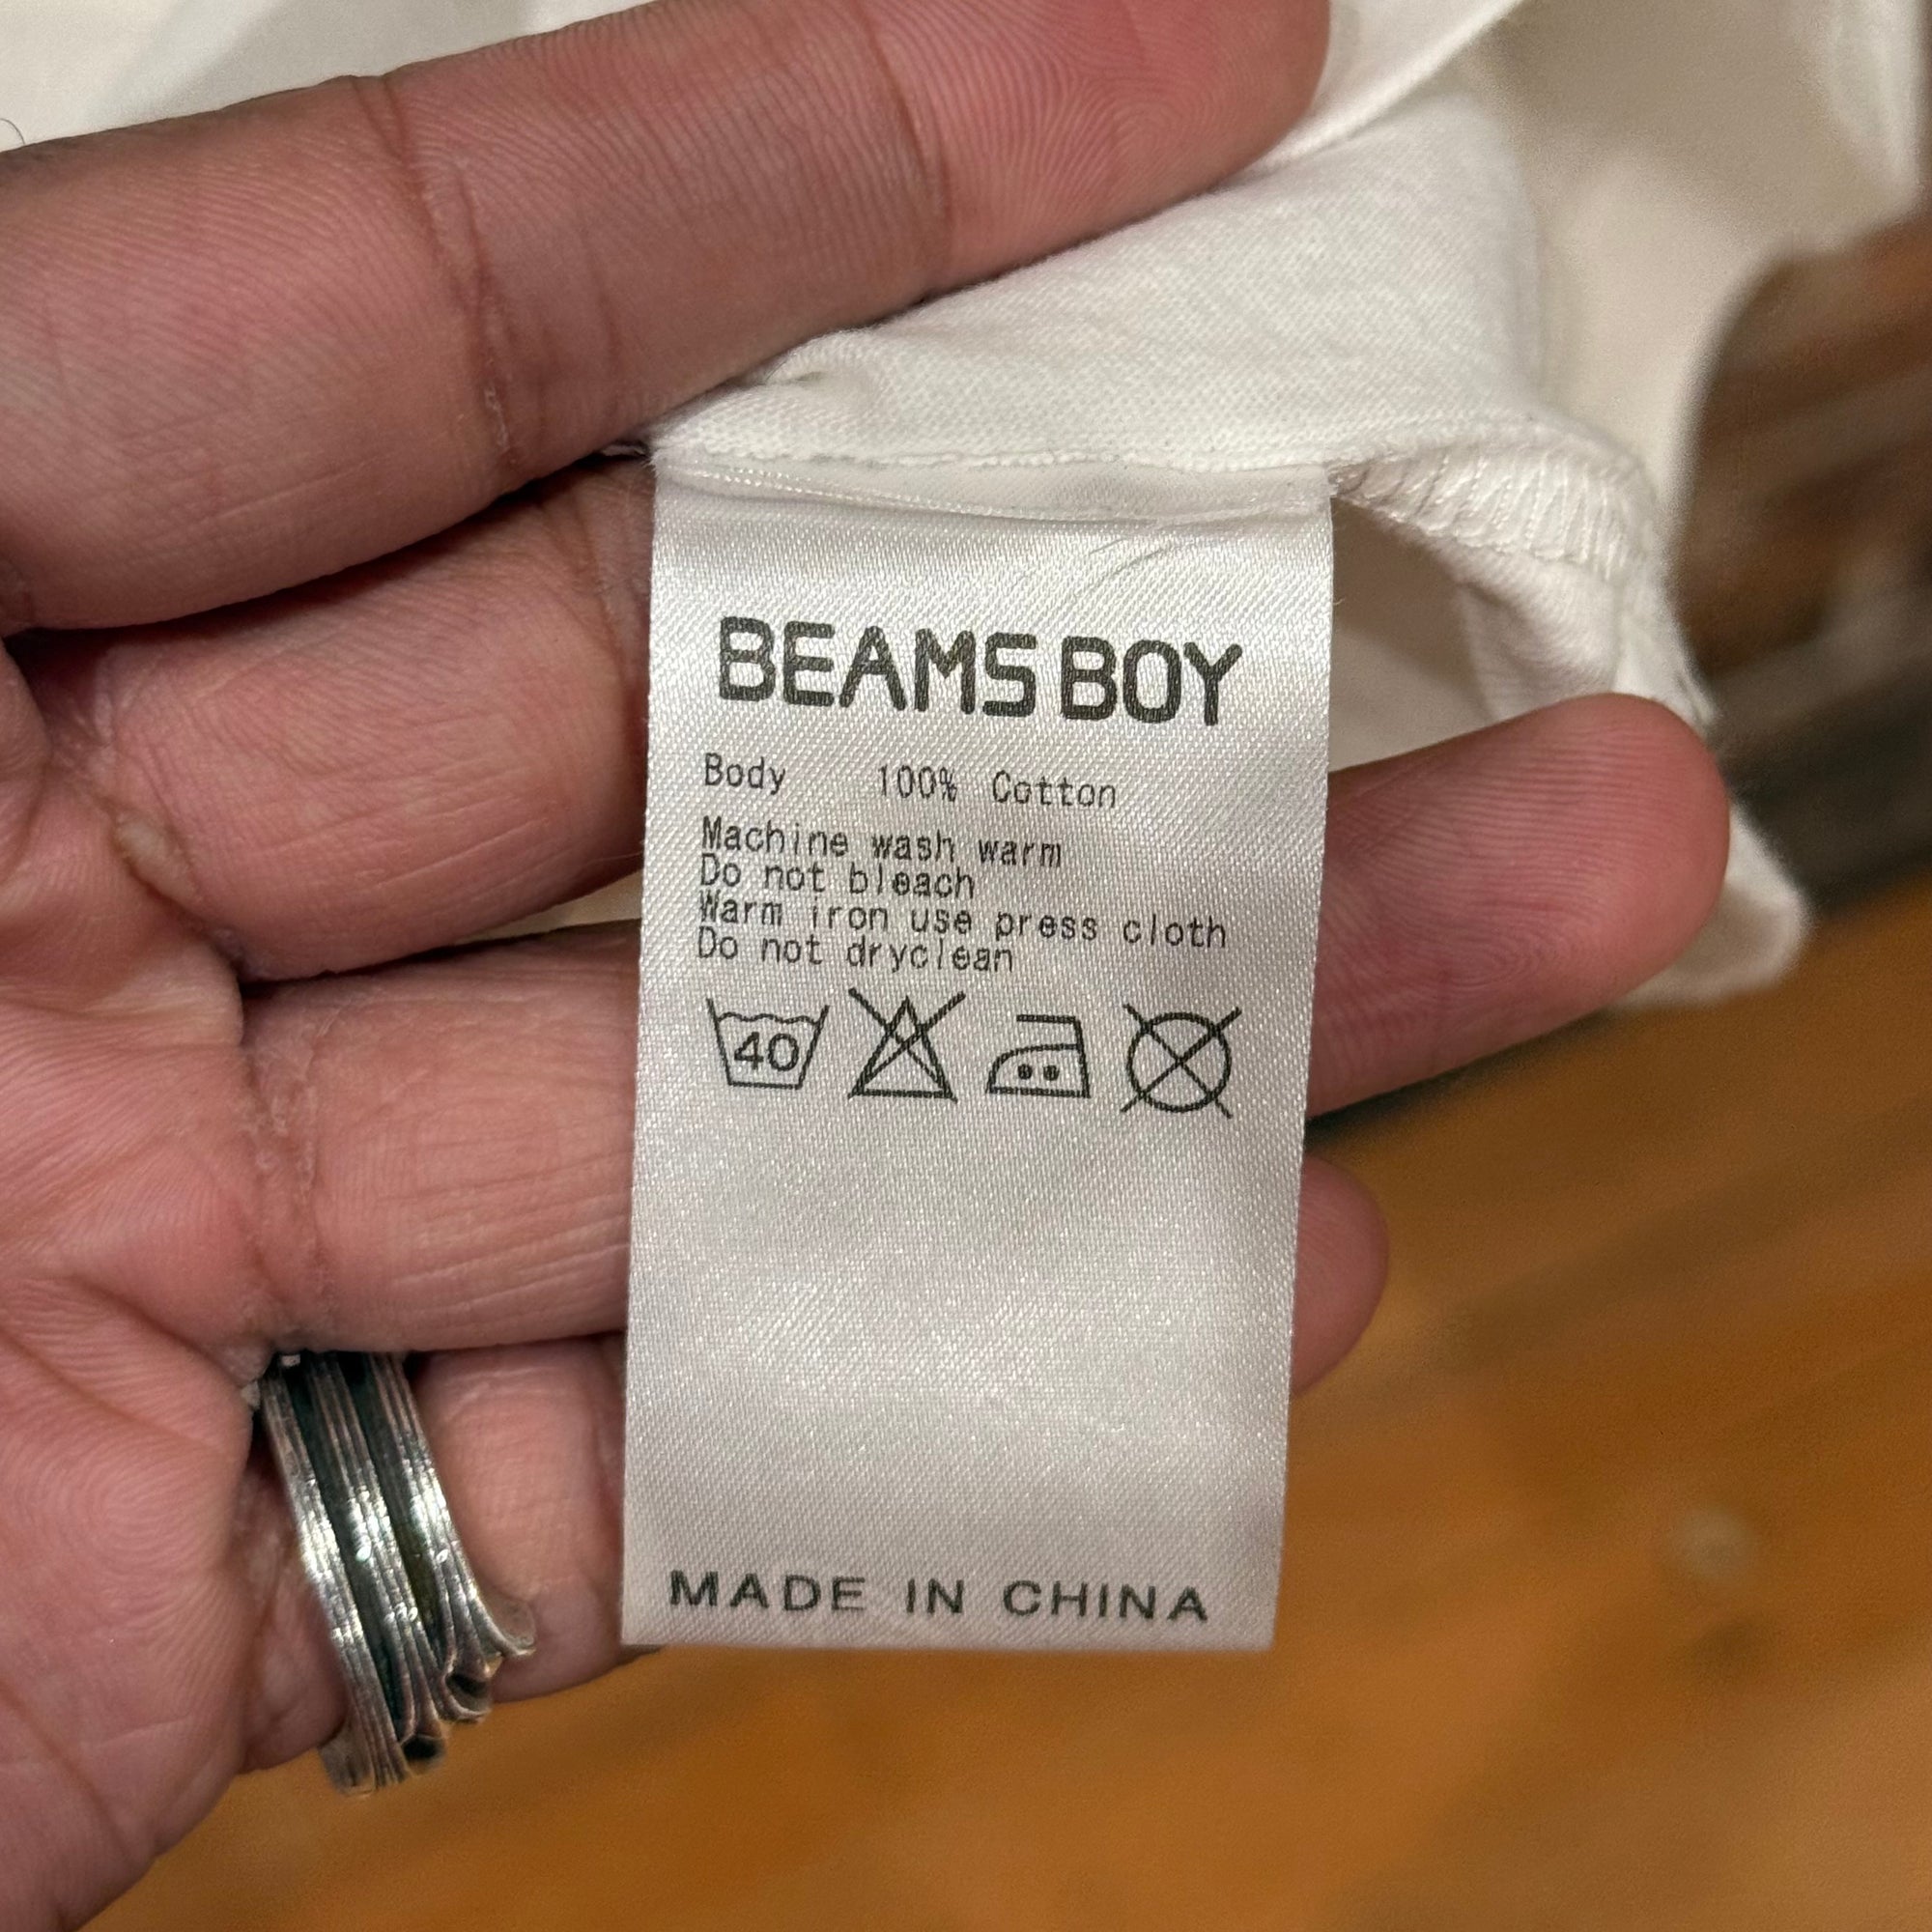 BEAMS BOY
Body 100% Cotton
Machine wash warm
Do not bleach
Warm iron use press cloth
Do not dryclean
40
MADE IN CHINA